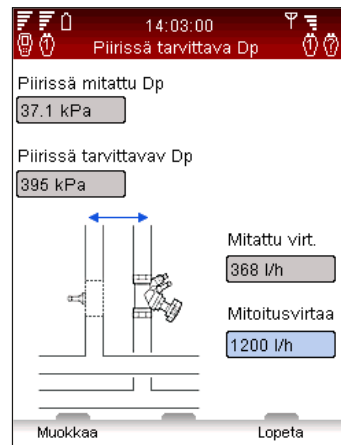 14:03:00
Piirissä tarvittava Dp
Piirissä mitattu Dp
37.1 kPa
Piirissä tarvittavav Dp
395 kPa
Mitattu virt.
368 l/h
Mitoitusvirtaa
1200 l/h
Muokkaa
Lopeta